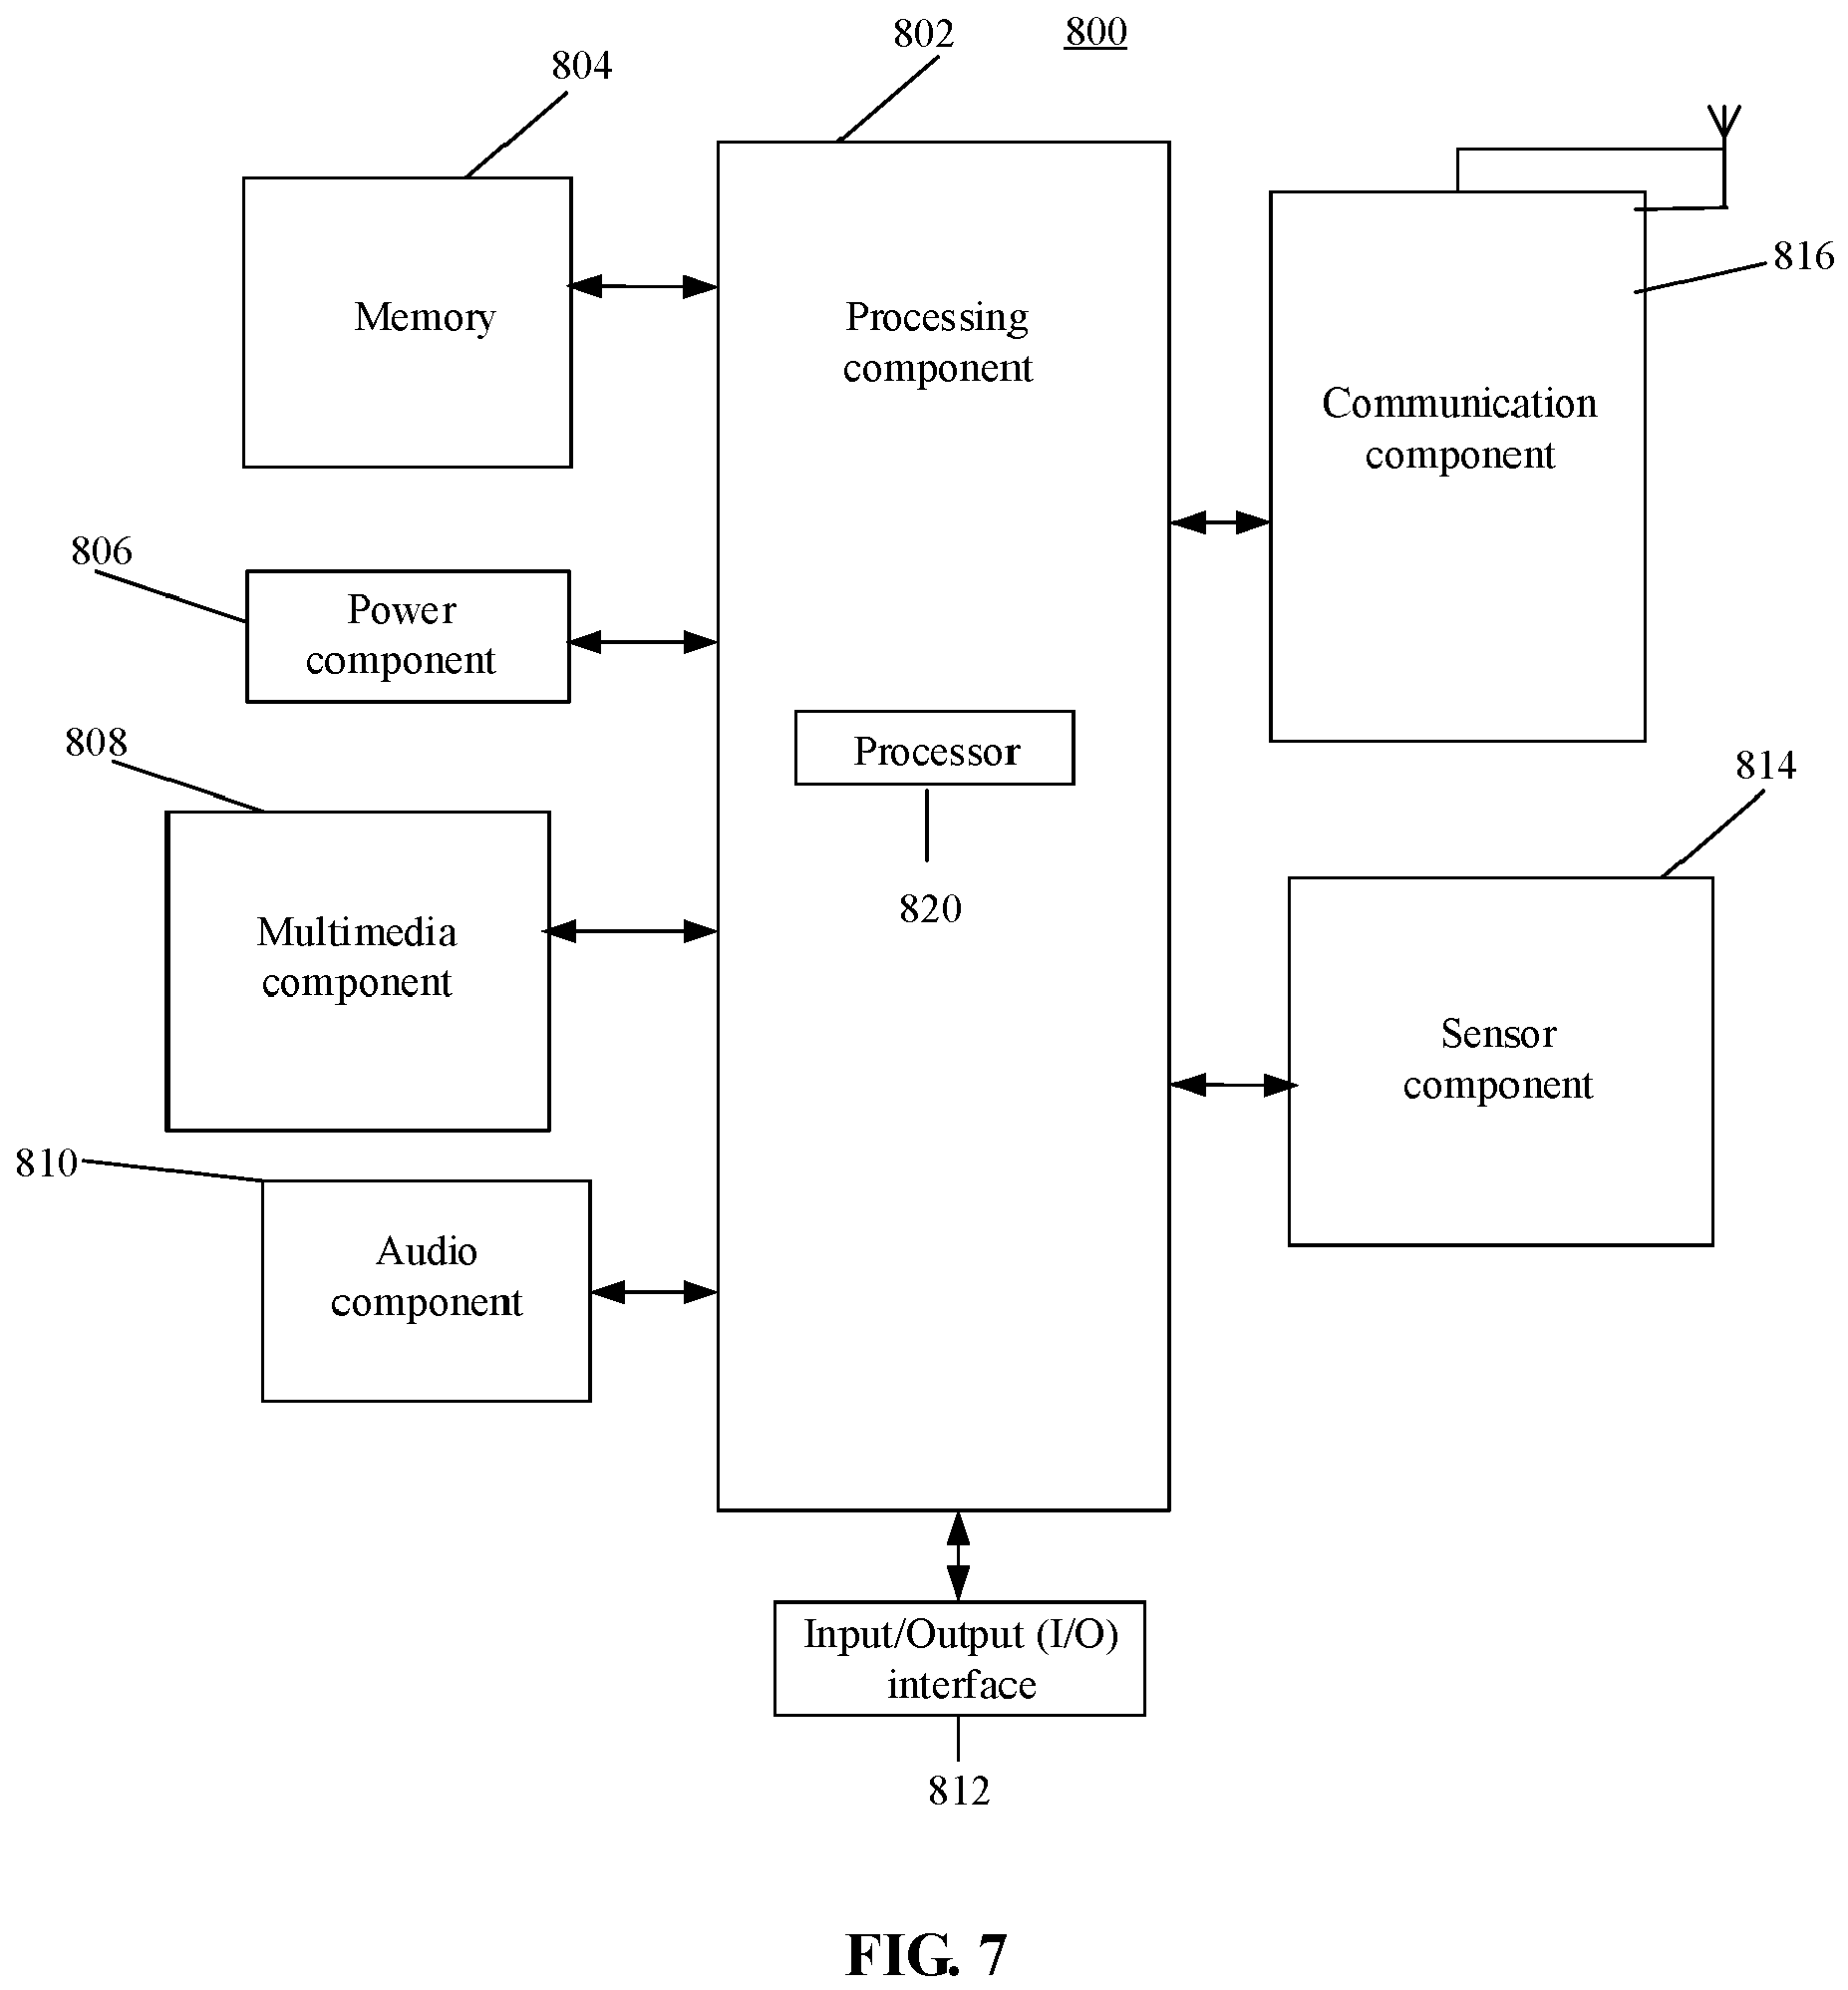 802
800
804
Memory
Processing
component
816
Communication
component
806
Power
component
Processor
820
808
Multimedia
component
814
Sensor
component
810
Audio
component
Input/Output (I/O)
interface
812
FIG. 7